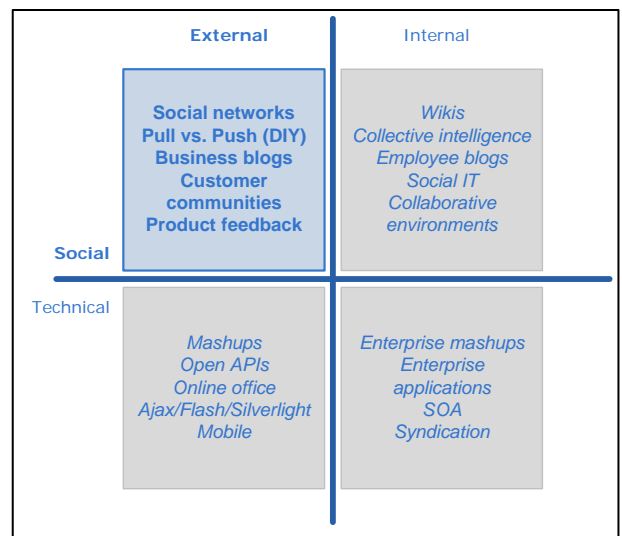 External
Internal
Social networks
Pull vs. Push (DIY)
Business blogs
Customer
communities
Product feedback
Wikis
Collective intelligence
Employee blogs
Social IT
Collaborative
environments
Social
Technical
Mashups
Open APIs
Online office
Ajax/Flash/Silverlight
Mobile
Enterprise mashups
Enterprise
applications
SOA
Syndication